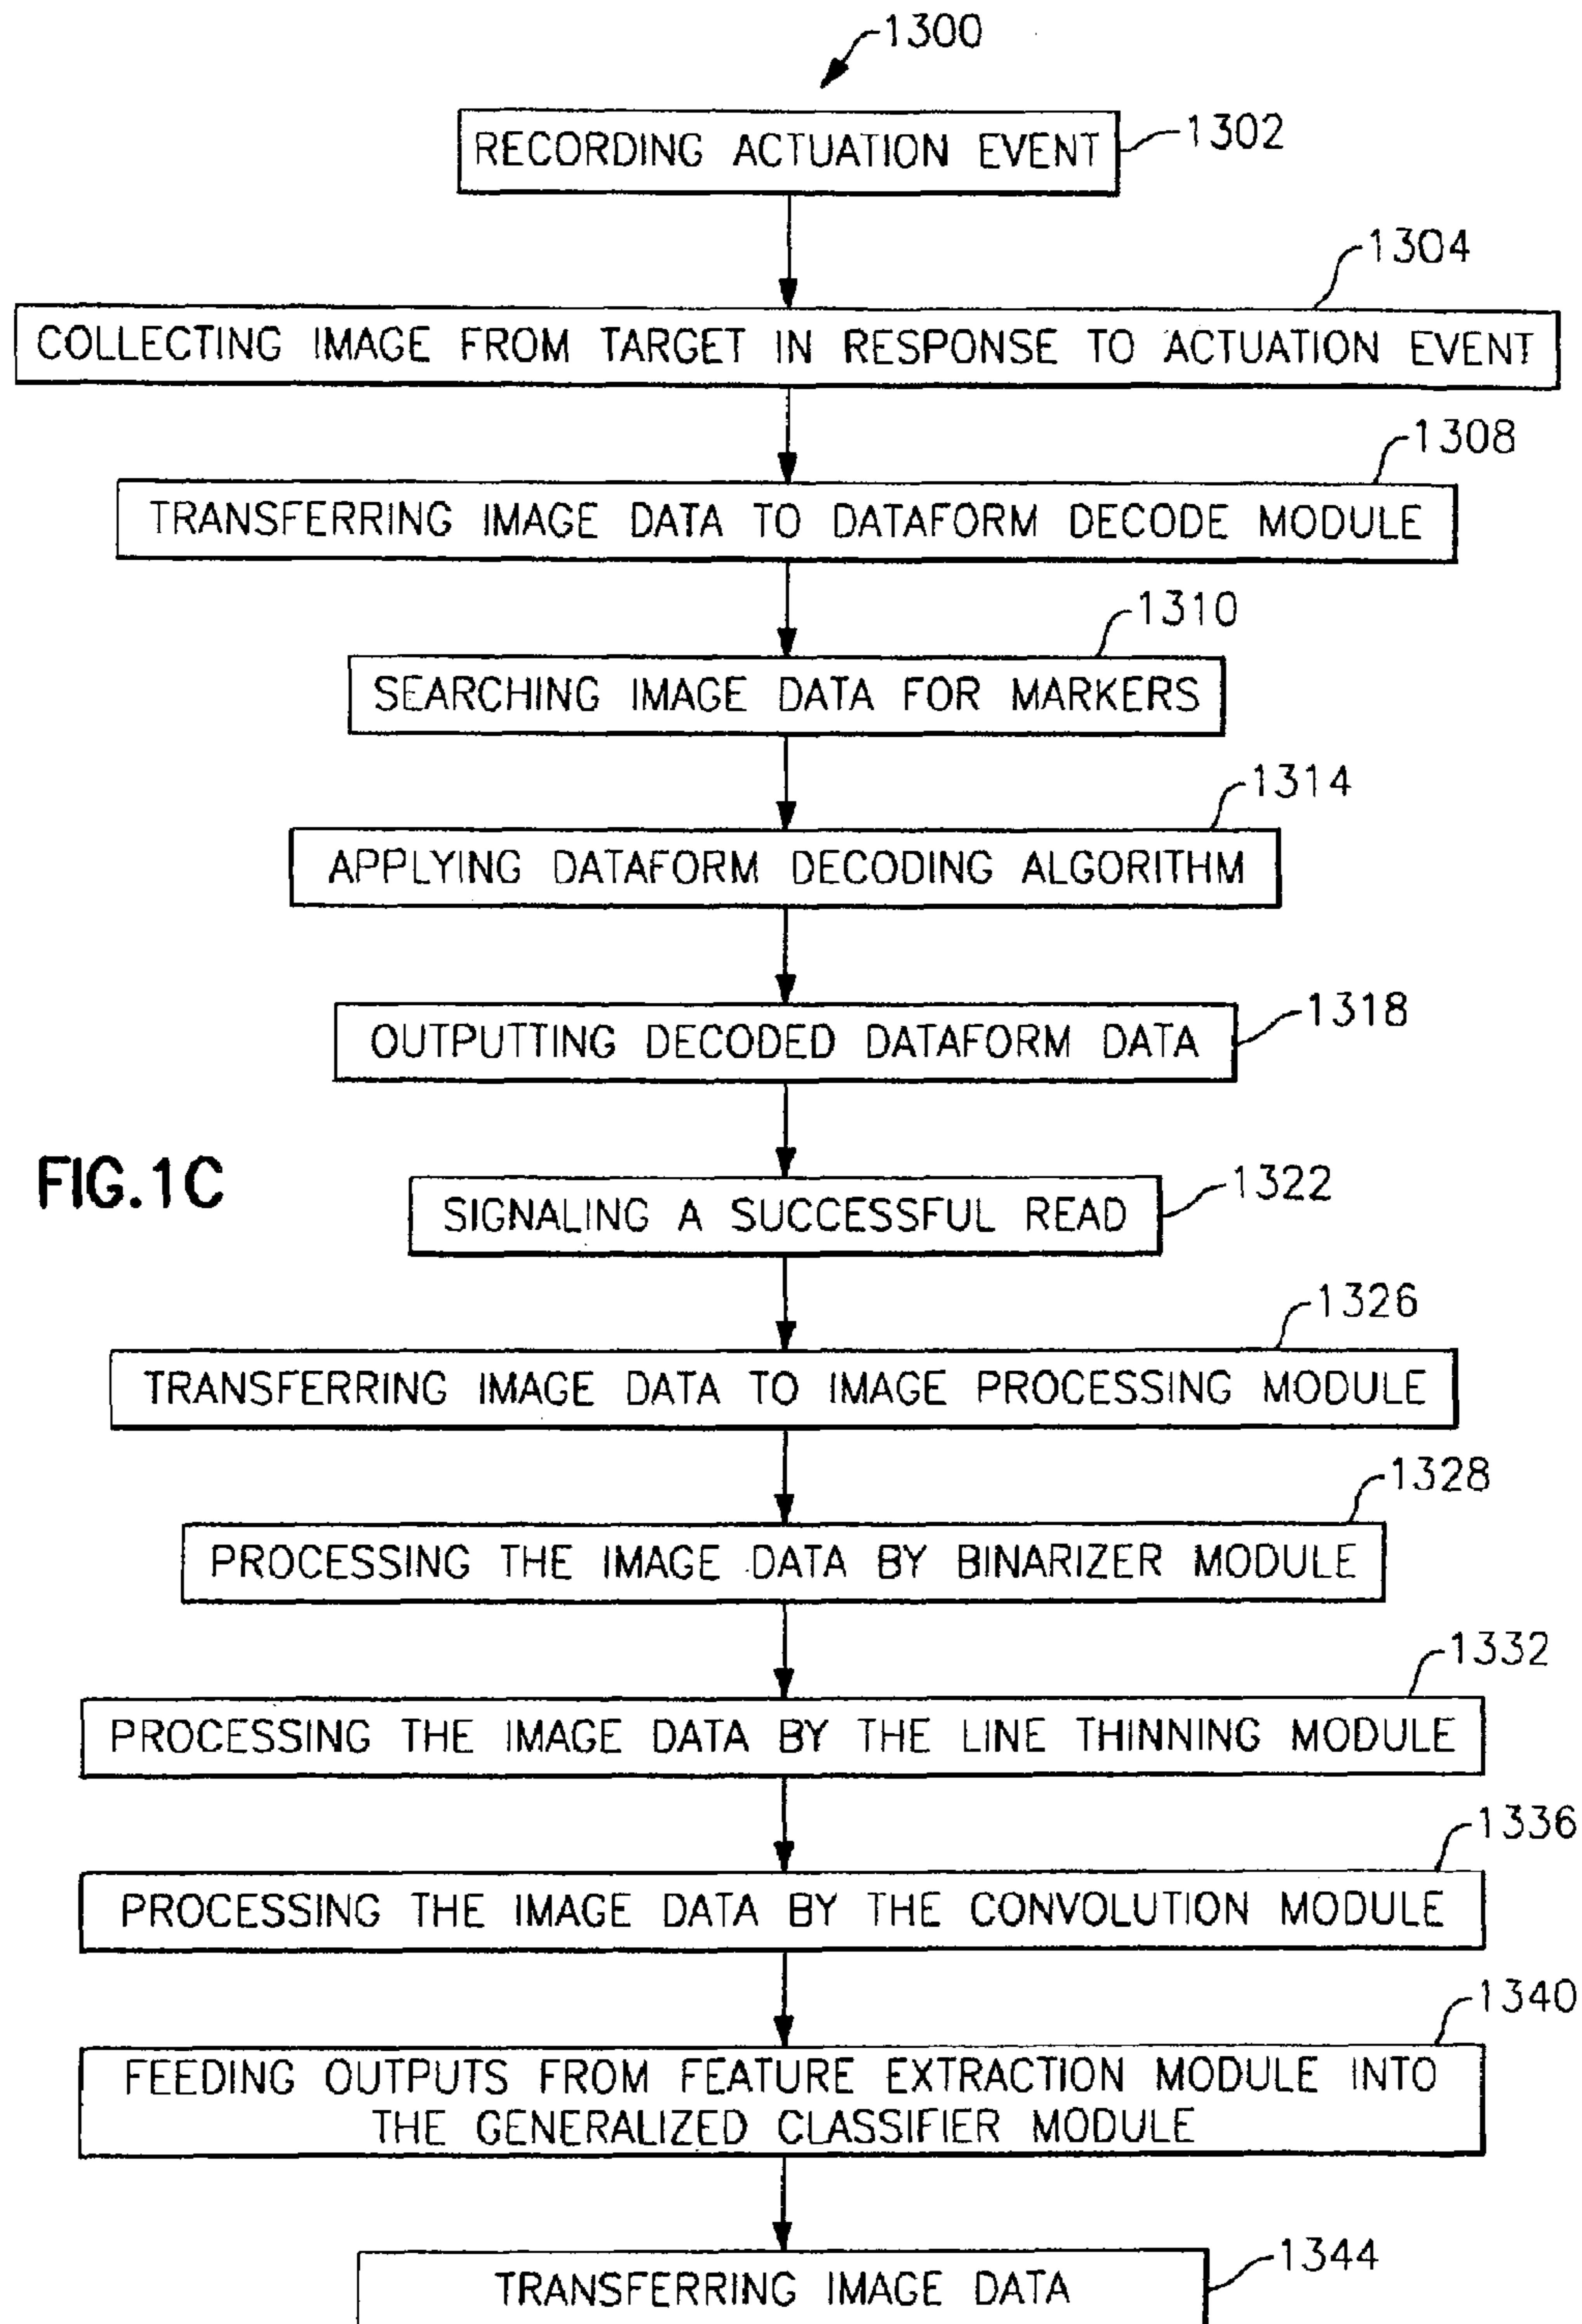 1300
RECORDING ACTUATION EVENT
1302
1304
COLLECTING IMAGE FROM TARGET IN RESPONSE TO ACTUATION EVENT
1308
TRANSFERRING IMAGE DATA TO DATAFORM DECODE MODULE
1310
SEARCHING IMAGE DATA FOR MARKERS
1314
APPLYING DATAFORM DECODING ALGORITHM
OUTPUTTING DECODED DATAFORM DATA
1318
FIG.1C
SIGNALING A SUCCESSFUL READ
1322
1326
TRANSFERRING IMAGE DATA TO IMAGE PROCESSING MODULE
1328
PROCESSING THE IMAGE DATA BY BINARIZER MODULE
1332
PROCESSING THE IMAGE DATA BY THE LINE THINNING MODULE
1336
PROCESSING THE IMAGE DATA BY THE CONVOLUTION MODULE
1340
FEEDING OUTPUTS FROM FEATURE EXTRACTION MODULE INTO
THE GENERALIZED CLASSIFIER MODULE
TRANSFERRING IMAGE DATA
1344